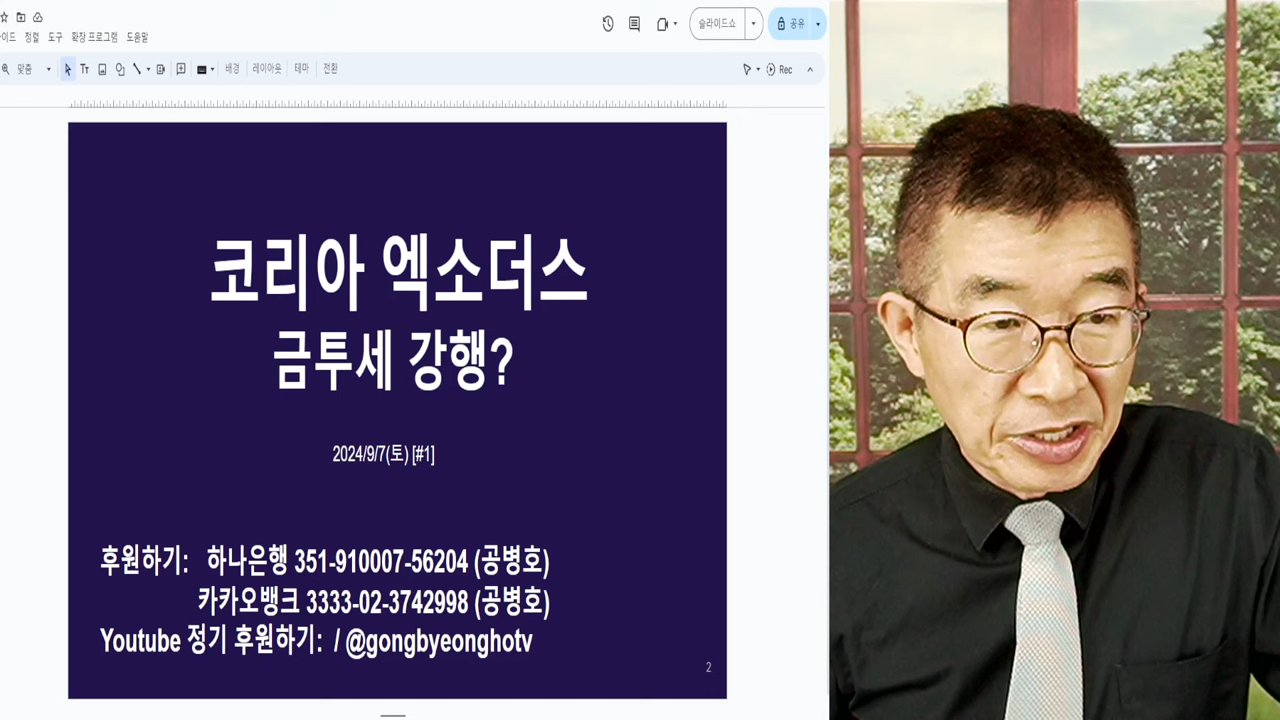 이드 정렬 도구 확장 프로그램 도움말
슬라이드쇼
공유
맞춤
배경 레이아웃 테마 전환
Rec
코리아 엑소더스
금투세 강행?
2024/9/7(토) [#1]
후원하기: 하나은행 351-910007-56204 (공병호)
카카오뱅크 3333-02-3742998 (공병호)
Youtube 정기 후원하기: / @gongbyeonghotv
2